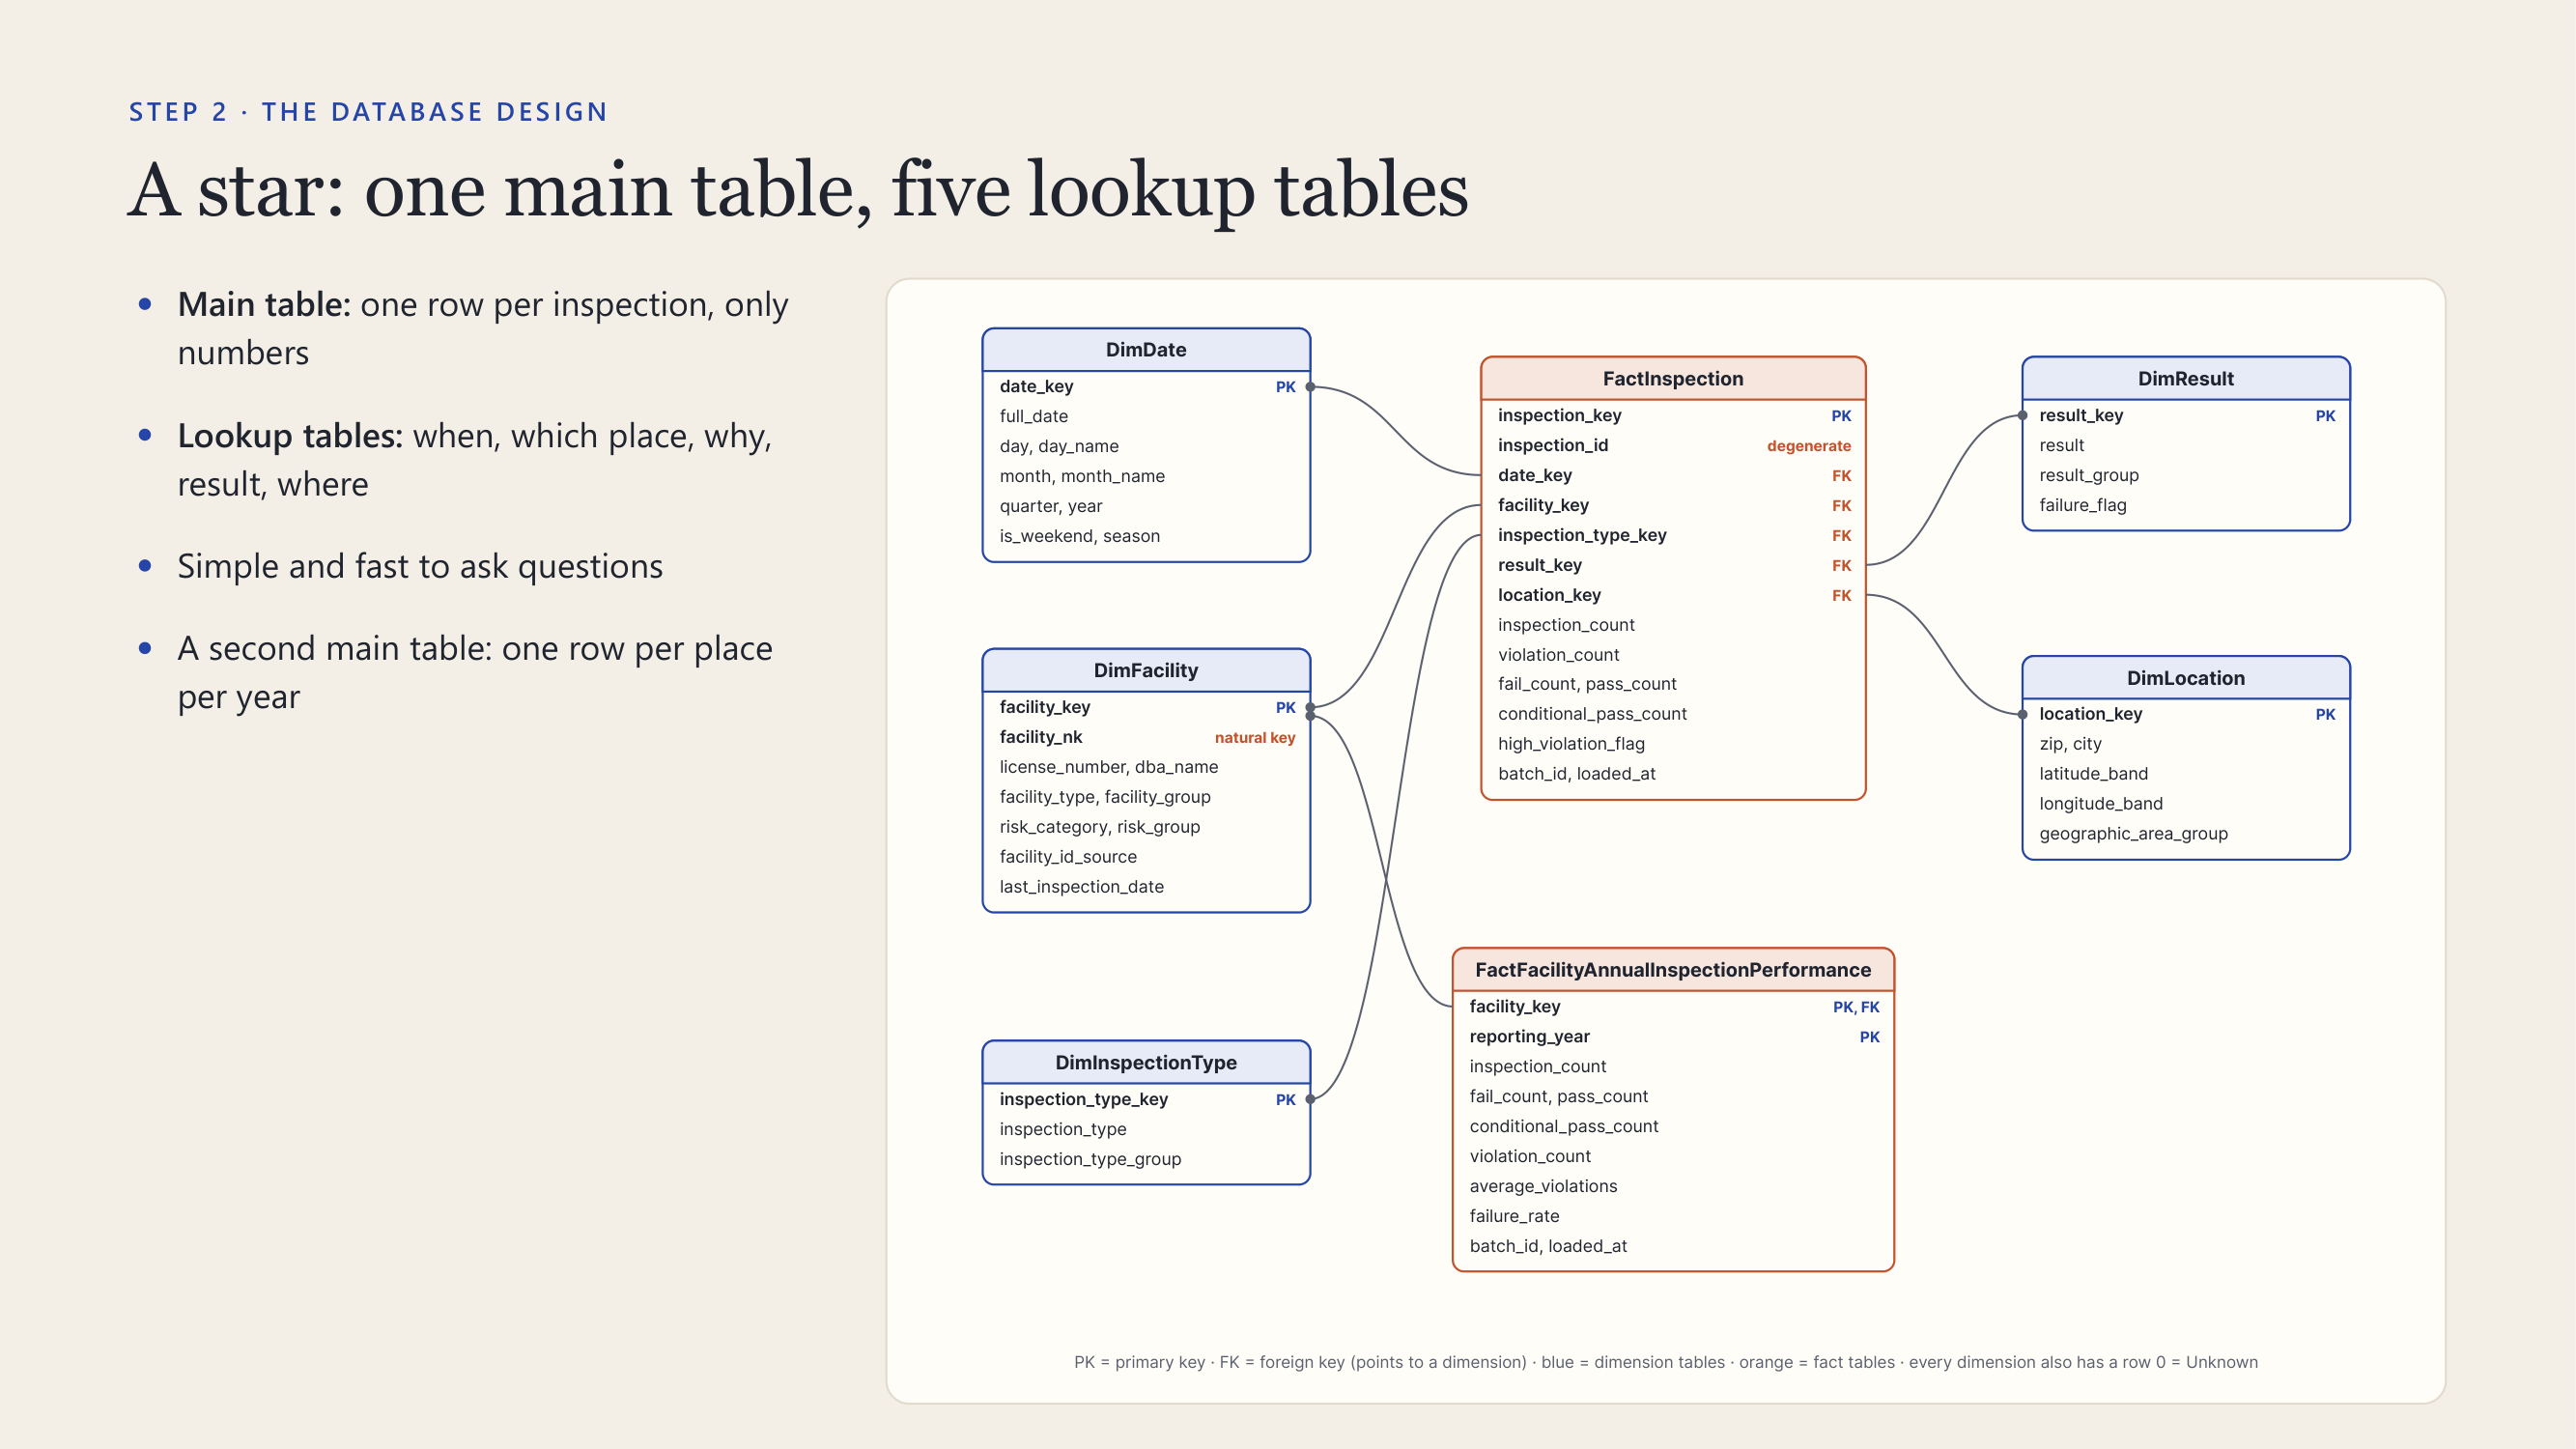 STEP 2 · THE DATABASE DESIGN
A star: one main table, five lookup tables
• Main table: one row per inspection, only
numbers
• Lookup tables: when, which place, why,
result, where
• Simple and fast to ask questions
• A second main table: one row per place
per year
DimDate
date_key PK
full_date
day, day_name
month, month_name
quarter, year
is_weekend, season
DimFacility
facility_key PK
facility_nk natural key
license_number, dba_name
facility_type, facility_group
risk_category, risk_group
facility_id_source
last_inspection_date
DimInspectionType
inspection_type_key PK
inspection_type
inspection_type_group
FactInspection
inspection_key PK
inspection_id degenerate
date_key FK
facility_key FK
inspection_type_key FK
result_key FK
location_key FK
inspection_count
violation_count
fail_count, pass_count
conditional_pass_count
high_violation_flag
batch_id, loaded_at
FactFacilityAnnualInspectionPerformance
facility_key PK, FK
reporting_year PK
inspection_count
fail_count, pass_count
conditional_pass_count
violation_count
average_violations
failure_rate
batch_id, loaded_at
DimResult
result_key PK
result
result_group
failure_flag
DimLocation
location_key PK
zip, city
latitude_band
longitude_band
geographic_area_group
PK = primary key · FK = foreign key (points to a dimension) · blue = dimension tables · orange = fact tables · every dimension also has a row 0 = Unknown